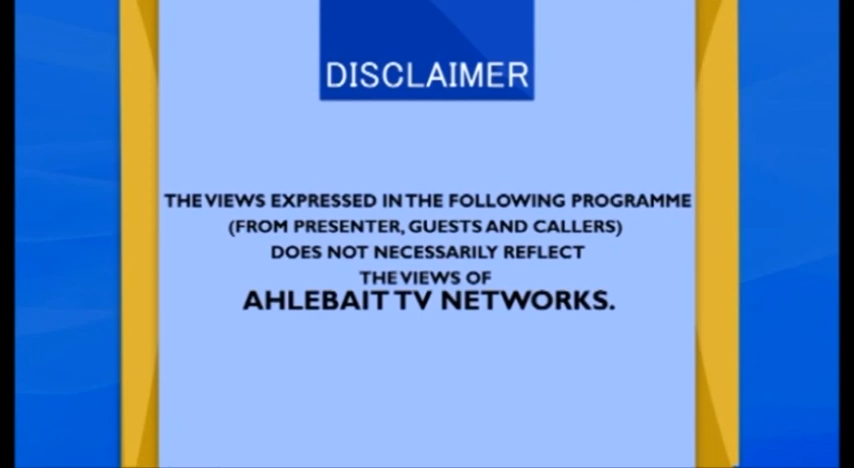 DISCLAIMER
THE VIEWS EXPRESSED IN THE FOLLOWING PROGRAMME
(FROM PRESENTER, GUESTS AND CALLERS)
DOES NOT NECESSARILY REFLECT
THE VIEWS OF
AHLEBAIT TV NETWORKS.